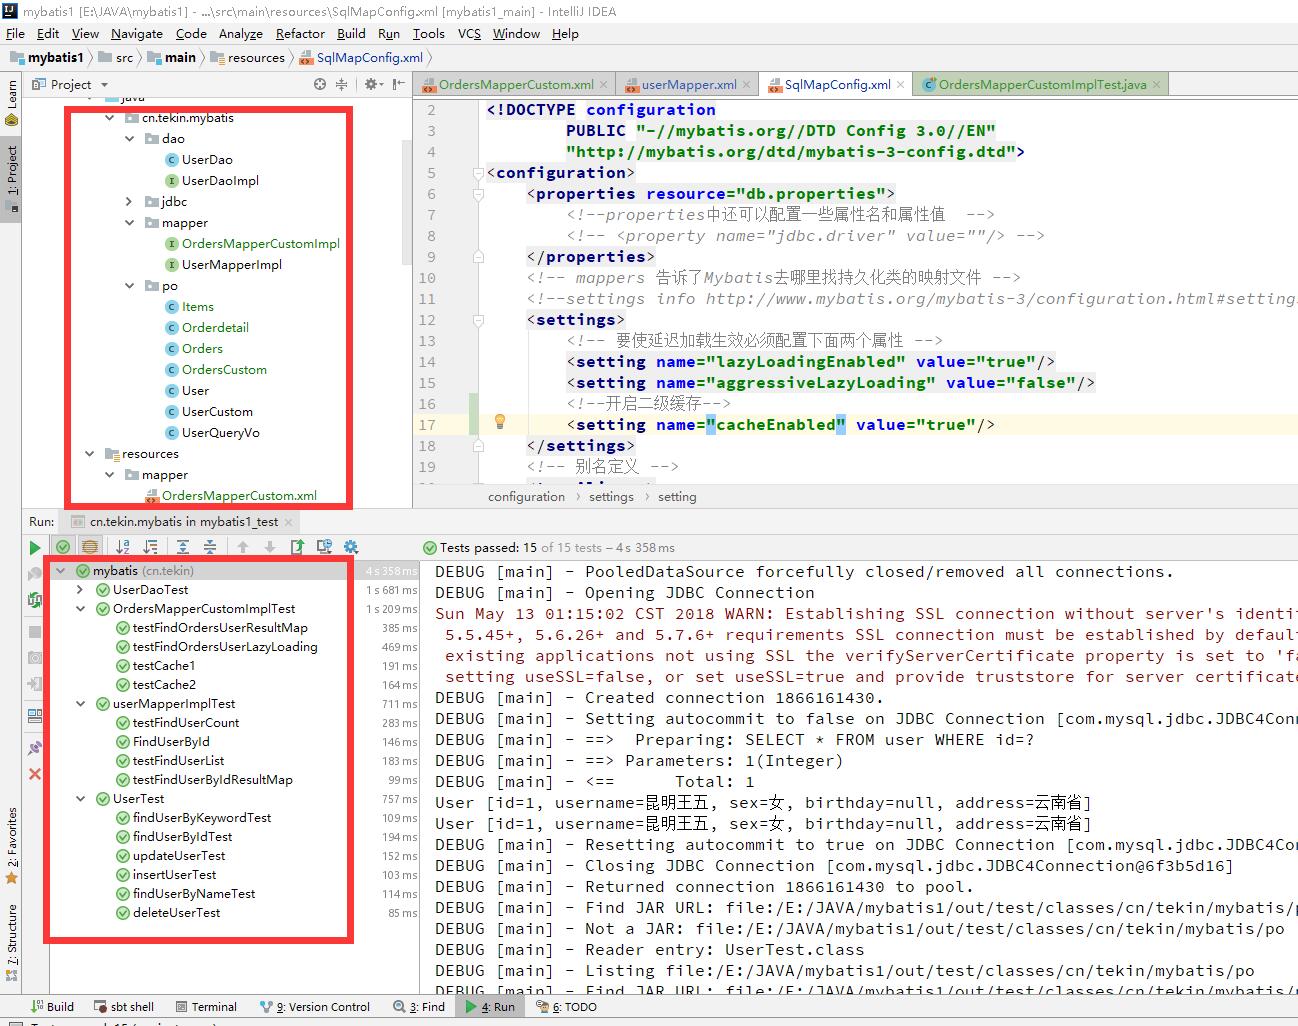 mybatis1 [E:\JAVA\mybatis1] - ...\src\main\resources\SqlMapConfig.xml [mybatis1_main] - IntelliJ IDEA
File Edit View Navigate Code Analyze Refactor Build Run Tools VCS Window Help
mybatis1 src main resources SqlMapConfig.xml
Learn
1: Project
Project
cn.tekin.mybatis
dao
UserDao
UserDaoImpl
jdbc
mapper
OrdersMapperCustomImpl
UserMapperImpl
po
Items
Orderdetail
Orders
OrdersCustom
User
UserCustom
UserQueryVo
resources
mapper
OrdersMapperCustom.xml
OrdersMapperCustom.xml userMapper.xml SqlMapConfig.xml OrdersMapperCustomImplTest.java
2 <!DOCTYPE configuration
3 PUBLIC "-//mybatis.org//DTD Config 3.0//EN"
4 "http://mybatis.org/dtd/mybatis-3-config.dtd">
5 <configuration>
6 <properties resource="db.properties">
7 <!--properties中还可以配置一些属性名和属性值 -->
8 <!-- <property name="jdbc.driver" value=""/> -->
9 </properties>
10 <!-- mappers 告诉了Mybatis去哪里找持久化类的映射文件 -->
11 <!--settings info http://www.mybatis.org/mybatis-3/configuration.html#settings
12 <settings>
13 <!-- 要使延迟加载生效必须配置下面两个属性 -->
14 <setting name="lazyLoadingEnabled" value="true"/>
15 <setting name="aggressiveLazyLoading" value="false"/>
16 <!--开启二级缓存-->
17 <setting name="cacheEnabled" value="true"/>
18 </settings>
19 <!-- 别名定义 -->
configuration › settings › setting
Run: cn.tekin.mybatis in mybatis1_test
Tests passed: 15 of 15 tests – 4 s 358 ms
mybatis (cn.tekin) 4 s 358 ms
UserDaoTest 1 s 681 ms
OrdersMapperCustomImplTest 1 s 209 ms
testFindOrdersUserResultMap 385 ms
testFindOrdersUserLazyLoading 469 ms
testCache1 191 ms
testCache2 164 ms
userMapperImplTest 711 ms
testFindUserCount 283 ms
FindUserById 146 ms
testFindUserList 183 ms
testFindUserByIdResultMap 99 ms
UserTest 757 ms
findUserByKeywordTest 109 ms
findUserByIdTest 194 ms
updateUserTest 152 ms
insertUserTest 103 ms
findUserByNameTest 114 ms
deleteUserTest 85 ms
DEBUG [main] - PooledDataSource forcefully closed/removed all connections.
DEBUG [main] - Opening JDBC Connection
Sun May 13 01:15:02 CST 2018 WARN: Establishing SSL connection without server's identi
5.5.45+, 5.6.26+ and 5.7.6+ requirements SSL connection must be established by defaul
existing applications not using SSL the verifyServerCertificate property is set to 'fa
setting useSSL=false, or set useSSL=true and provide truststore for server certificate
DEBUG [main] - Created connection 1866161430.
DEBUG [main] - Setting autocommit to false on JDBC Connection [com.mysql.jdbc.JDBC4Conn
DEBUG [main] - ==>  Preparing: SELECT * FROM user WHERE id=?
DEBUG [main] - ==> Parameters: 1(Integer)
DEBUG [main] - <==      Total: 1
User [id=1, username=昆明王五, sex=女, birthday=null, address=云南省]
User [id=1, username=昆明王五, sex=女, birthday=null, address=云南省]
DEBUG [main] - Resetting autocommit to true on JDBC Connection [com.mysql.jdbc.JDBC4Co
DEBUG [main] - Closing JDBC Connection [com.mysql.jdbc.JDBC4Connection@6f3b5d16]
DEBUG [main] - Returned connection 1866161430 to pool.
DEBUG [main] - Find JAR URL: file:/E:/JAVA/mybatis1/out/test/classes/cn/tekin/mybatis/p
DEBUG [main] - Not a JAR: file:/E:/JAVA/mybatis1/out/test/classes/cn/tekin/mybatis/po
DEBUG [main] - Reader entry: UserTest.class
DEBUG [main] - Listing file:/E:/JAVA/mybatis1/out/test/classes/cn/tekin/mybatis/po
DEBUG [main] - Find JAR URL: file:/E:/JAVA/mybatis1/out/test/classes/cn/tekin/mybatis/p
2: Favorites
7: Structure
Build sbt shell Terminal 9: Version Control 3: Find 4: Run 6: TODO